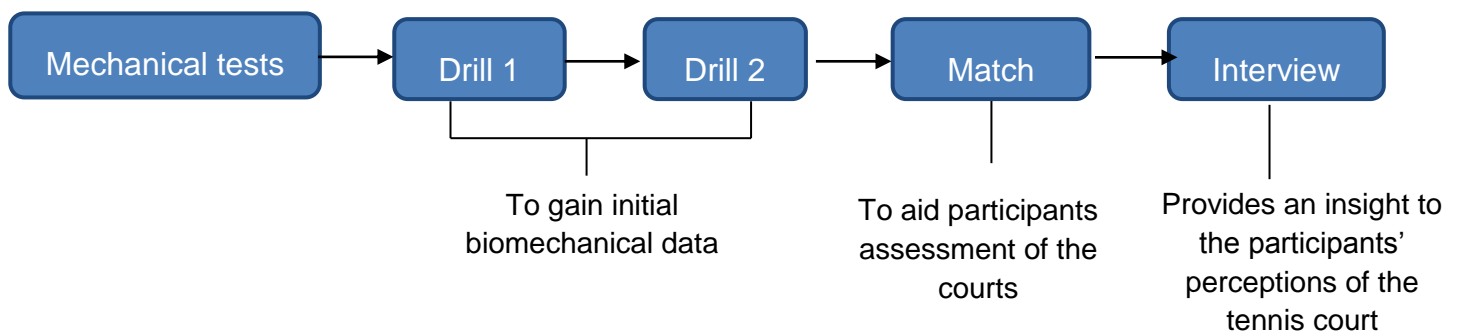 Mechanical tests
Drill 1
Drill 2
Match
Interview
To gain initial
biomechanical data
To aid participants
assessment of the
courts
Provides an insight to
the participants’
perceptions of the
tennis court